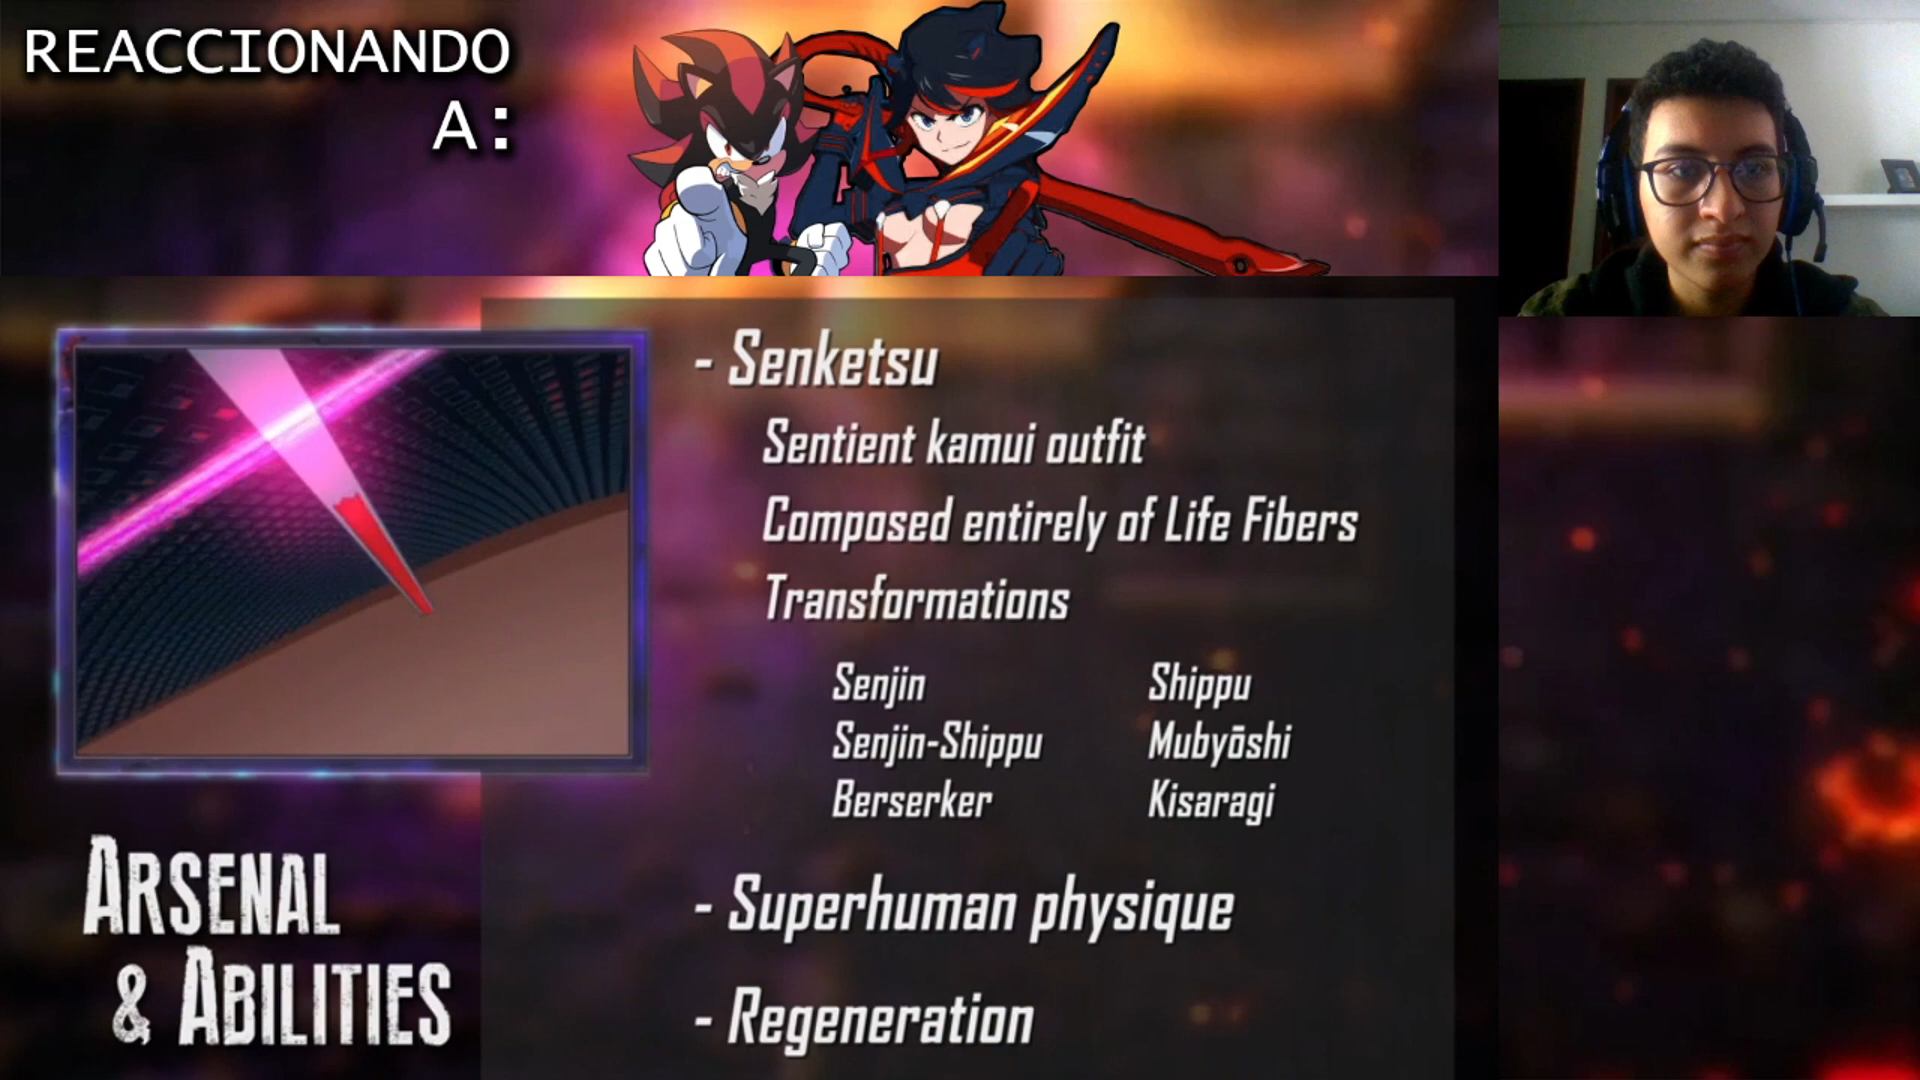 REACCIONANDO
A:
- Senketsu
Sentient kamui outfit
Composed entirely of Life Fibers
Transformations
Senjin
Shippu
Senjin-Shippu
Mubyōshi
Berserker
Kisaragi
- Superhuman physique
- Regeneration
ARSENAL
& ABILITIES